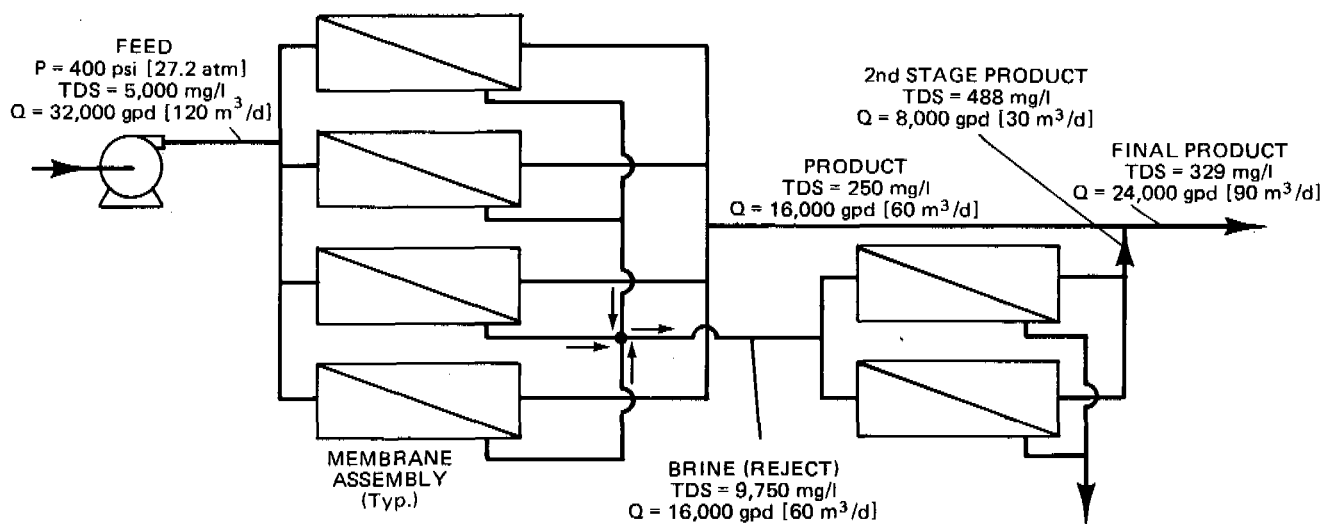 FEED
P = 400 psi [27.2 atm]
TDS = 5,000 mg/l
Q = 32,000 gpd [120 m³/d]
2nd STAGE PRODUCT
TDS = 488 mg/l
Q = 8,000 gpd [30 m³/d]
PRODUCT
TDS = 250 mg/l
Q = 16,000 gpd [60 m³/d]
FINAL PRODUCT
TDS = 329 mg/l
Q = 24,000 gpd [90 m³/d]
MEMBRANE
ASSEMBLY
(Typ.)
BRINE (REJECT)
TDS = 9,750 mg/l
Q = 16,000 gpd [60 m³/d]